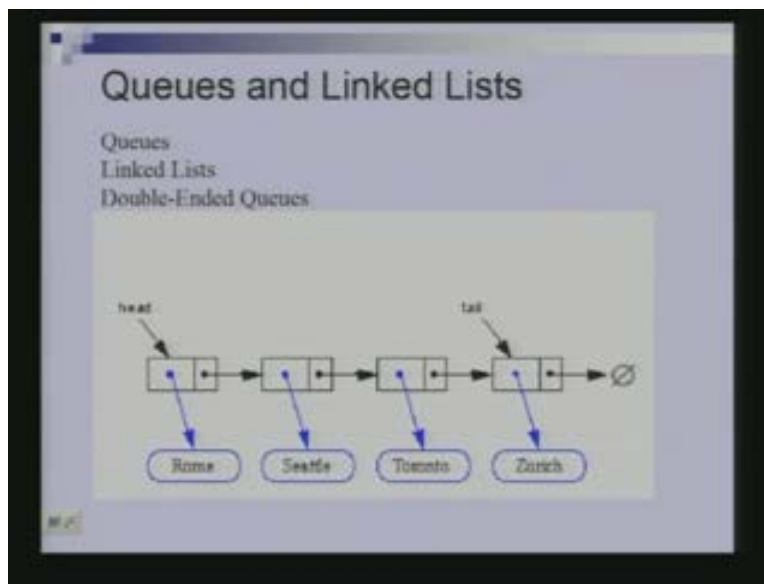 Queues and Linked Lists
Queues
Linked Lists
Double-Ended Queues
head
tail
Rome
Seattle
Toronto
Zurich